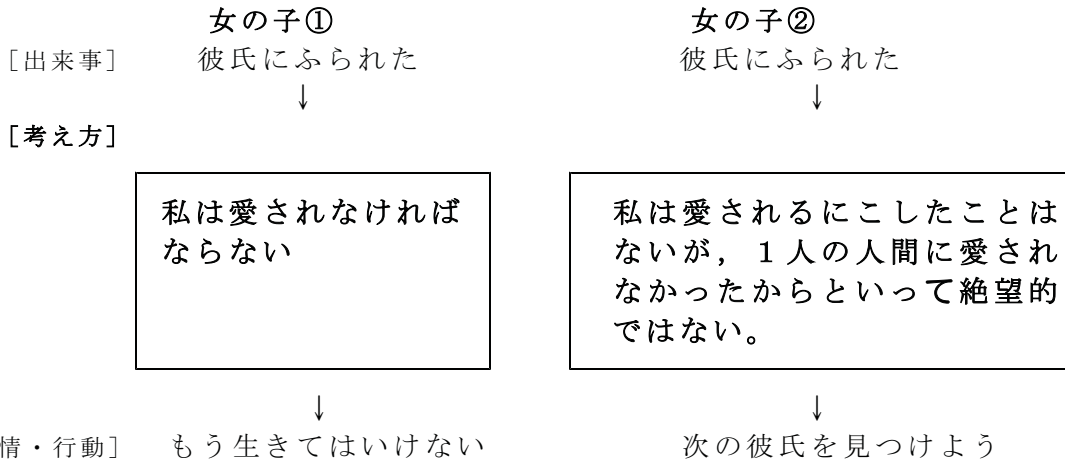 女の子① 女の子②
[出来事] 彼氏にふられた 彼氏にふられた
↓ ↓
[考え方]
私は愛されなければ
ならない
私は愛されるにこしたことは
ないが，１人の人間に愛され
なかったからといって絶望的
ではない。
↓ ↓
情・行動] もう生きてはいけない 次の彼氏を見つけよう